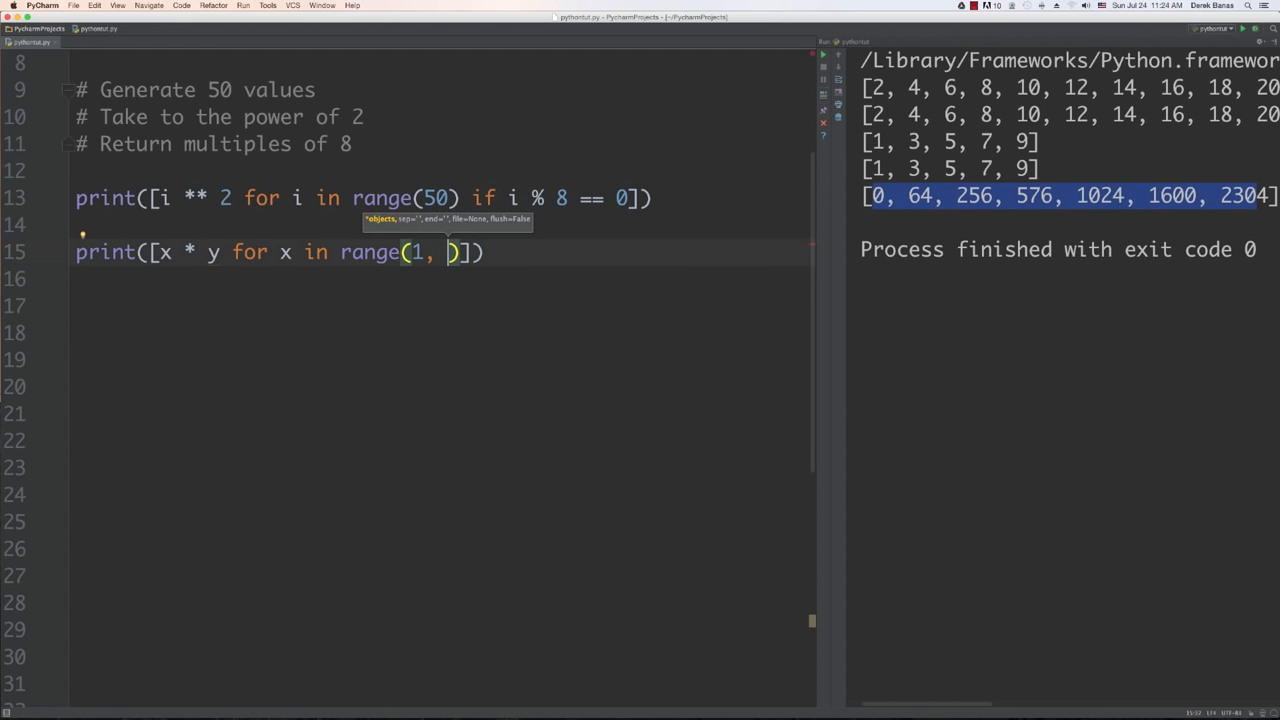 PyCharm File Edit View Navigate Code Refactor Run Tools VCS Window Help
10 Sun Jul 24 11:24 AM Derek Banas
pythontut.py - PycharmProjects - [~/PycharmProjects]
PycharmProjects pythontut.py
pythontut
pythontut.py
Run: pythontut
8
9 # Generate 50 values
10 # Take to the power of 2
11 # Return multiples of 8
12
13 print([i ** 2 for i in range(50) if i % 8 == 0])
*objects, sep=' ', end='', file=None, flush=False
14
15 print([x * y for x in range(1, )])
16
17
18
19
20
21
22
23
24
25
26
27
28
29
30
31
/Library/Frameworks/Python.framewor
[2, 4, 6, 8, 10, 12, 14, 16, 18, 20
[2, 4, 6, 8, 10, 12, 14, 16, 18, 20
[1, 3, 5, 7, 9]
[1, 3, 5, 7, 9]
[0, 64, 256, 576, 1024, 1600, 2304]
Process finished with exit code 0
15:32 LF÷ UTF-8÷